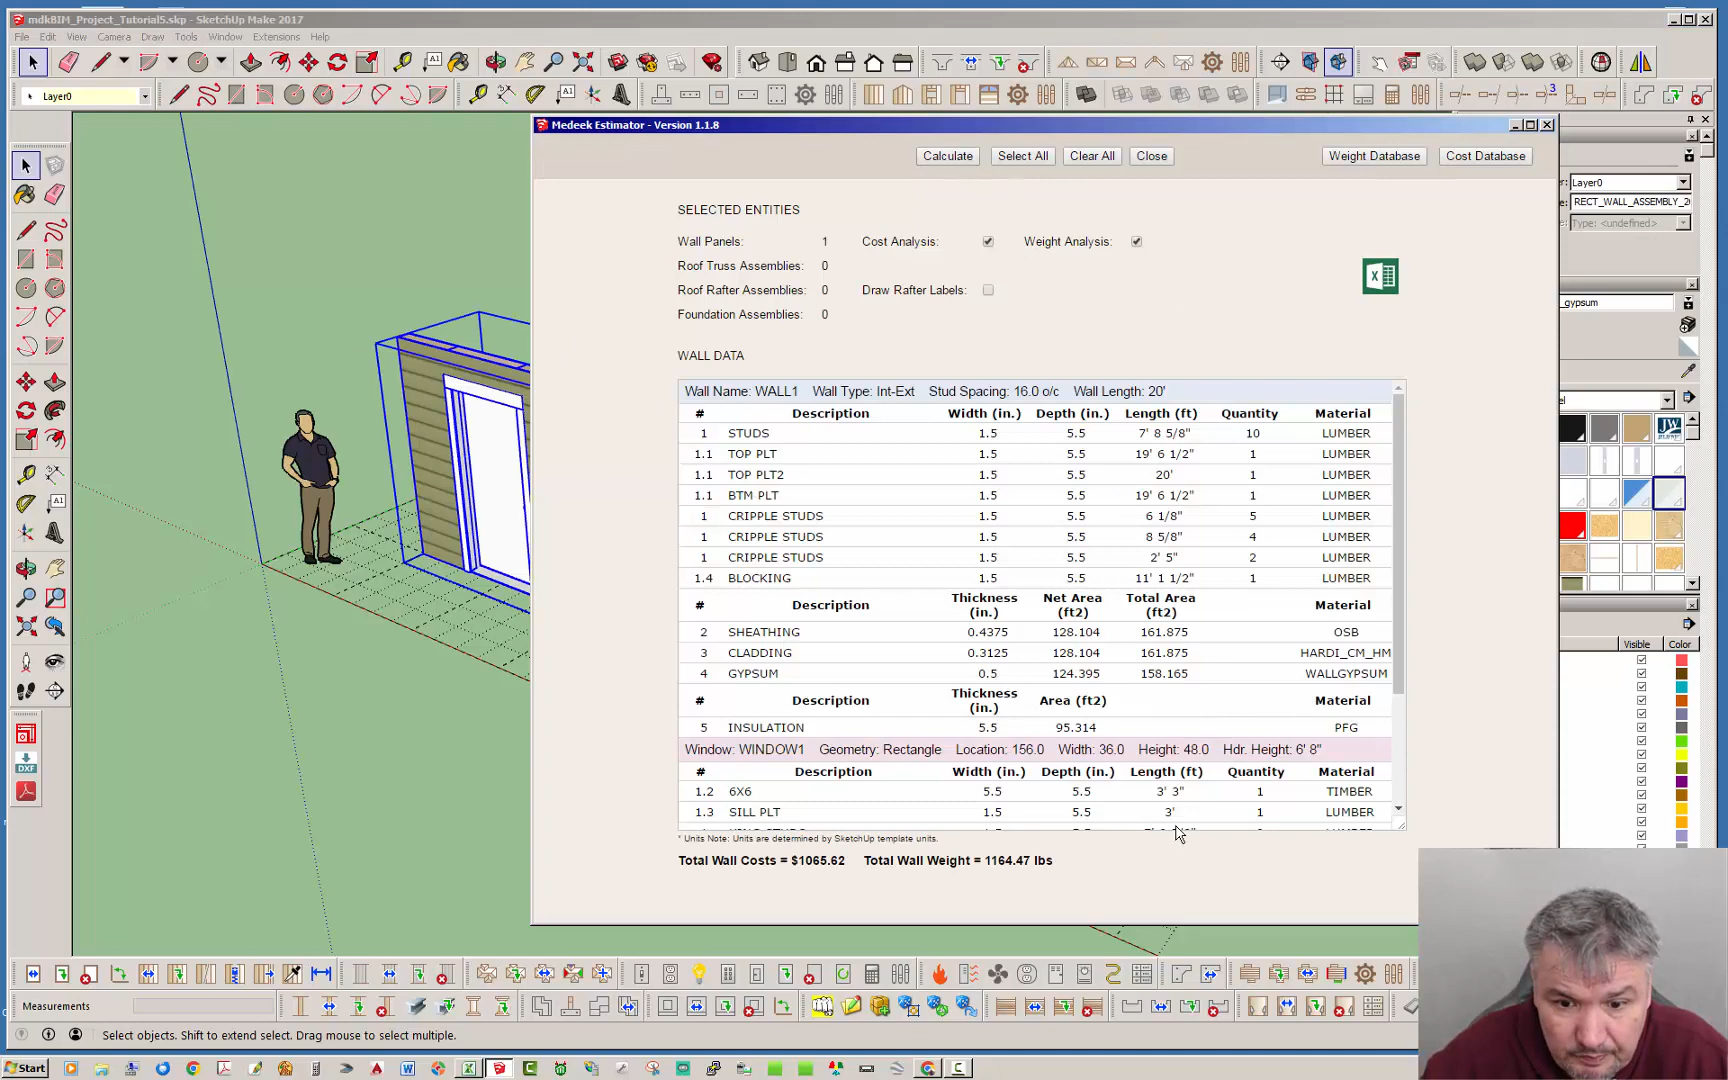 mdkBIM_Project_Tutorial5.skp - SketchUp Make 2017
File Edit View Camera Draw Tools Window Extensions Help
Layer0
Medeek Estimator - Version 1.1.8
Calculate Select All Clear All Close Weight Database Cost Database
Layer0
RECT_WALL_ASSEMBLY_20
Type: <undefined>
_gypsum
SELECTED ENTITIES
Wall Panels: 1 Cost Analysis: Weight Analysis:
Roof Truss Assemblies: 0
Roof Rafter Assemblies: 0 Draw Rafter Labels:
Foundation Assemblies: 0
WALL DATA
Wall Name: WALL1 Wall Type: Int-Ext Stud Spacing: 16.0 o/c Wall Length: 20'
# Description Width (in.) Depth (in.) Length (ft) Quantity Material
1 STUDS 1.5 5.5 7' 8 5/8" 10 LUMBER
1.1 TOP PLT 1.5 5.5 19' 6 1/2" 1 LUMBER
1.1 TOP PLT2 1.5 5.5 20' 1 LUMBER
1.1 BTM PLT 1.5 5.5 19' 6 1/2" 1 LUMBER
1 CRIPPLE STUDS 1.5 5.5 6 1/8" 5 LUMBER
1 CRIPPLE STUDS 1.5 5.5 8 5/8" 4 LUMBER
1 CRIPPLE STUDS 1.5 5.5 2' 5" 2 LUMBER
1.4 BLOCKING 1.5 5.5 11' 1 1/2" 1 LUMBER
# Description Thickness (in.) Net Area (ft2) Total Area (ft2) Material
2 SHEATHING 0.4375 128.104 161.875 OSB
3 CLADDING 0.3125 128.104 161.875 HARDI_CM_HM
4 GYPSUM 0.5 124.395 158.165 WALLGYPSUM
# Description Thickness (in.) Area (ft2) Material
5 INSULATION 5.5 95.314 PFG
Window: WINDOW1 Geometry: Rectangle Location: 156.0 Width: 36.0 Height: 48.0 Hdr. Height: 6' 8"
# Description Width (in.) Depth (in.) Length (ft) Quantity Material
1.2 6X6 5.5 5.5 3' 3" 1 TIMBER
1.3 SILL PLT 1.5 5.5 3' 1 LUMBER
* Units Note: Units are determined by SketchUp template units.
Total Wall Costs = $1065.62 Total Wall Weight = 1164.47 lbs
Visible Color
DXF
Measurements
Select objects. Shift to extend select. Drag mouse to select multiple.
Start